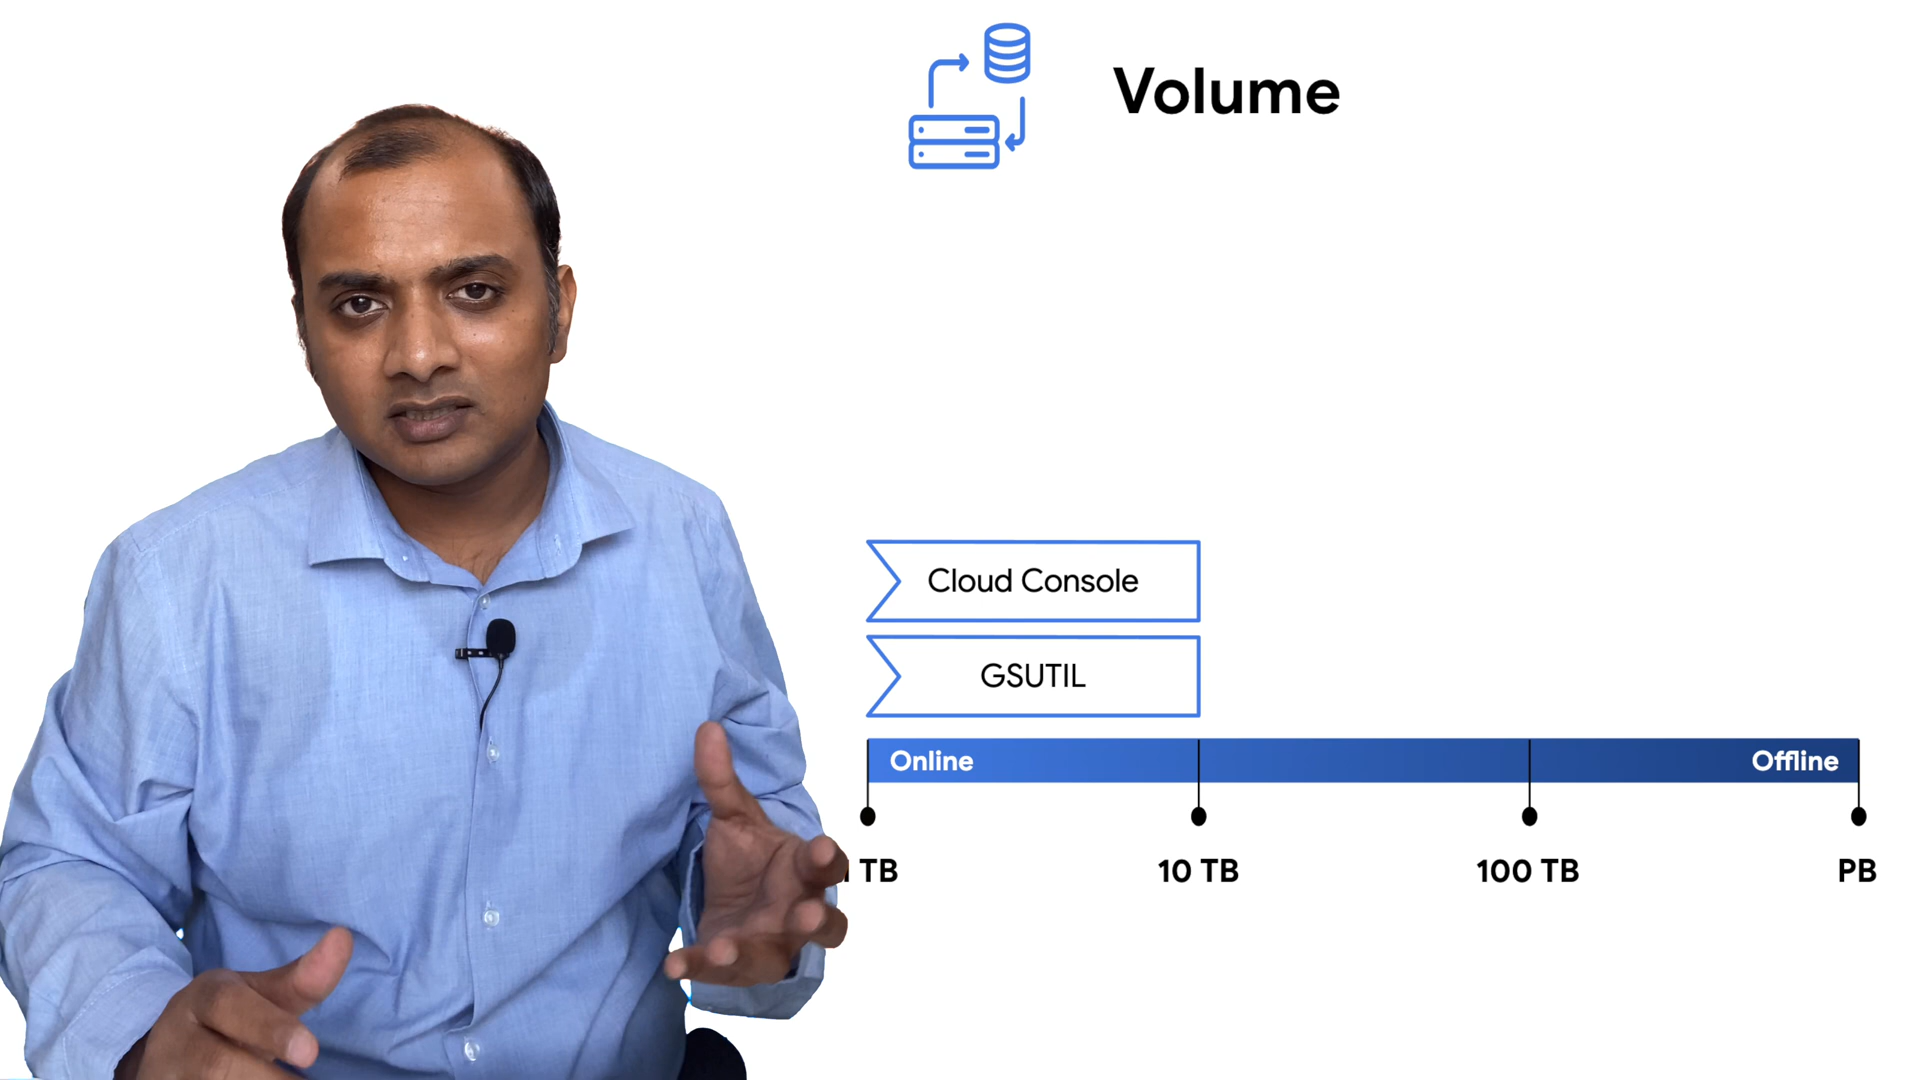 Volume
Cloud Console
GSUTIL
Online Offline
TB 10 TB 100 TB PB